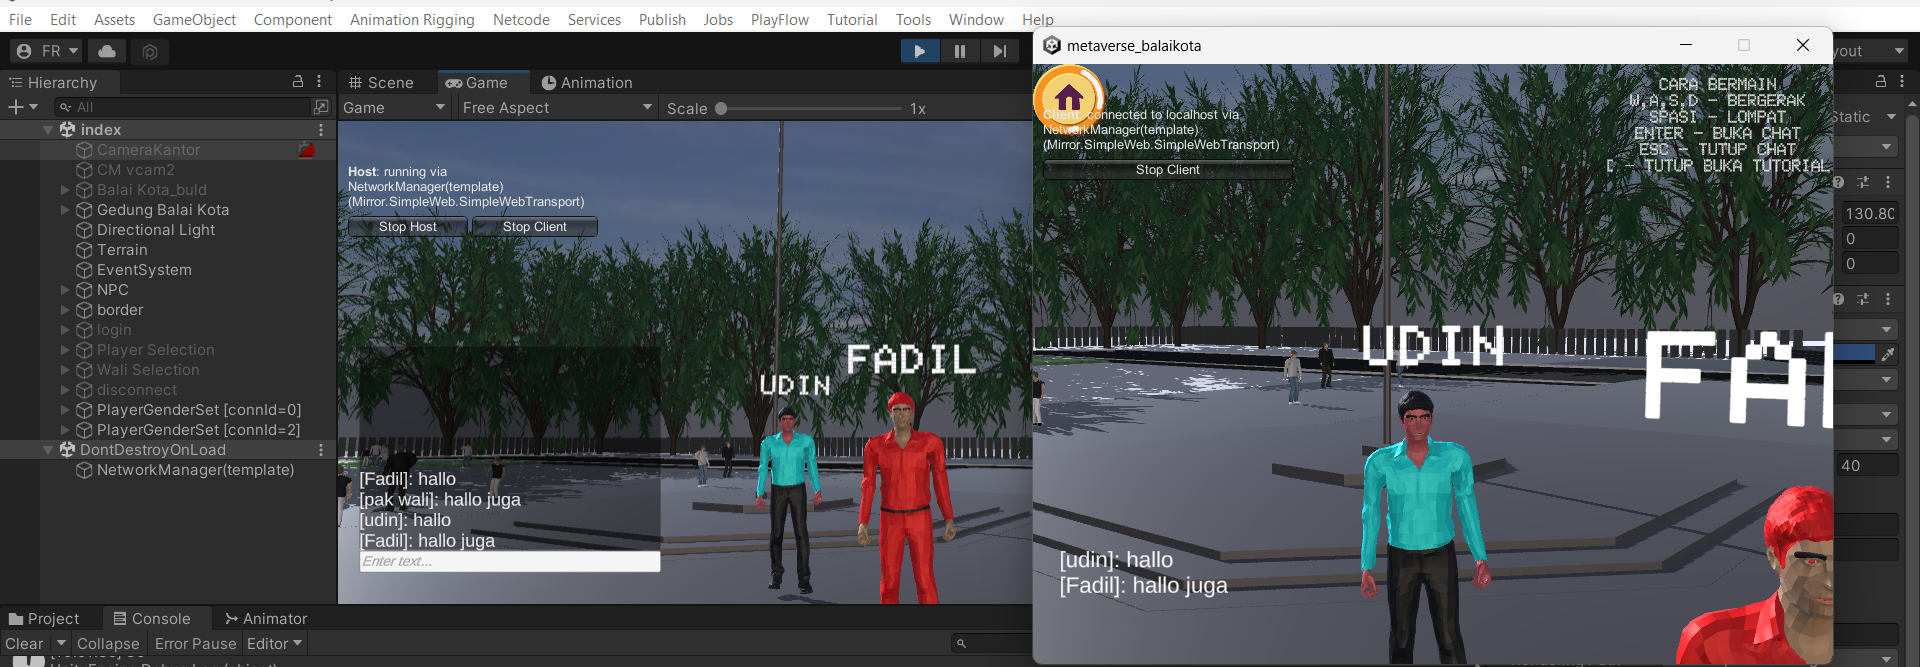 File Edit Assets GameObject Component Animation Rigging Netcode Services Publish Jobs PlayFlow Tutorial Tools Window Help
FR
Hierarchy
All
index
CameraKantor
CM vcam2
Balai Kota_buld
Gedung Balai Kota
Directional Light
Terrain
EventSystem
NPC
border
login
Player Selection
Wali Selection
disconnect
PlayerGenderSet [connId=0]
PlayerGenderSet [connId=2]
DontDestroyOnLoad
NetworkManager(template)
Scene Game Animation
Game Free Aspect Scale 1x
Host: running via
NetworkManager(template)
(Mirror.SimpleWeb.SimpleWebTransport)
Stop Host Stop Client
UDIN
FADIL
[Fadil]: hallo
[pak wali]: hallo juga
[udin]: hallo
[Fadil]: hallo juga
Enter text...
metaverse_balaikota
Client: connected to localhost via
NetworkManager(template)
(Mirror.SimpleWeb.SimpleWebTransport)
Stop Client
CARA BERMAIN
W,A,S,D - BERGERAK
SPASI - LOMPAT
ENTER - BUKA CHAT
ESC - TUTUP CHAT
[ - TUTUP BUKA TUTORIAL
UDIN
FA
[udin]: hallo
[Fadil]: hallo juga
yout
Static
130.80
0
0
40
Project Console Animator
Clear Collapse Error Pause Editor